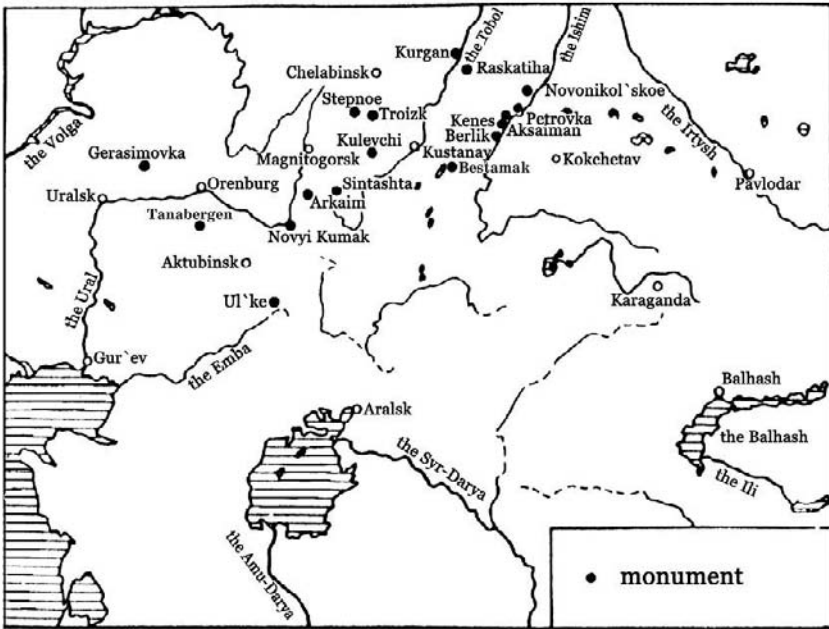 Kurgan
the Tobol
the Ishim
Chelabinsk
Raskatiha
Stepnoe
Troizk
Novonikol`skoe
Kenes
Petrovka
the Irtysh
the Volga
Kulevchi
Berlik
Aksaiman
Gerasimovka
Magnitogorsk
Kustanay
Kokchetav
Bestamak
Pavlodar
Uralsk
Orenburg
Sintashta
Arkaim
Tanabergen
Novyi Kumak
Aktubinsk
the Ural
Ul`ke
Karaganda
Gur`ev
the Emba
Balhash
Aralsk
the Balhash
the Syr-Darya
the Ili
the Amu-Darya
monument